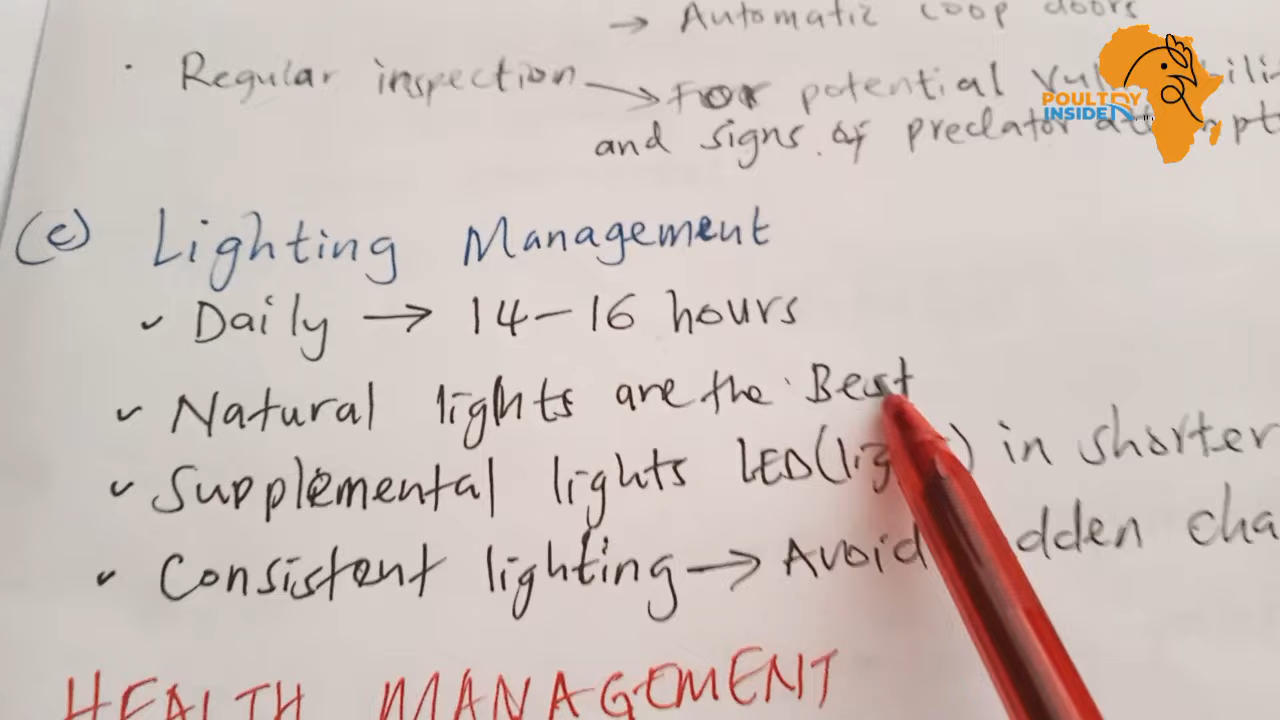 → Automatic coop doors
• Regular inspection → For potential
and signs of predator
POULTRY
INSIDER
(c) Lighting Management
✓ Daily → 14-16 hours
✓ Natural lights are the Best
✓ Supplemental lights LED( in shorter
✓ Consistent lighting → Avoid
HEALTH MANAGEMENT